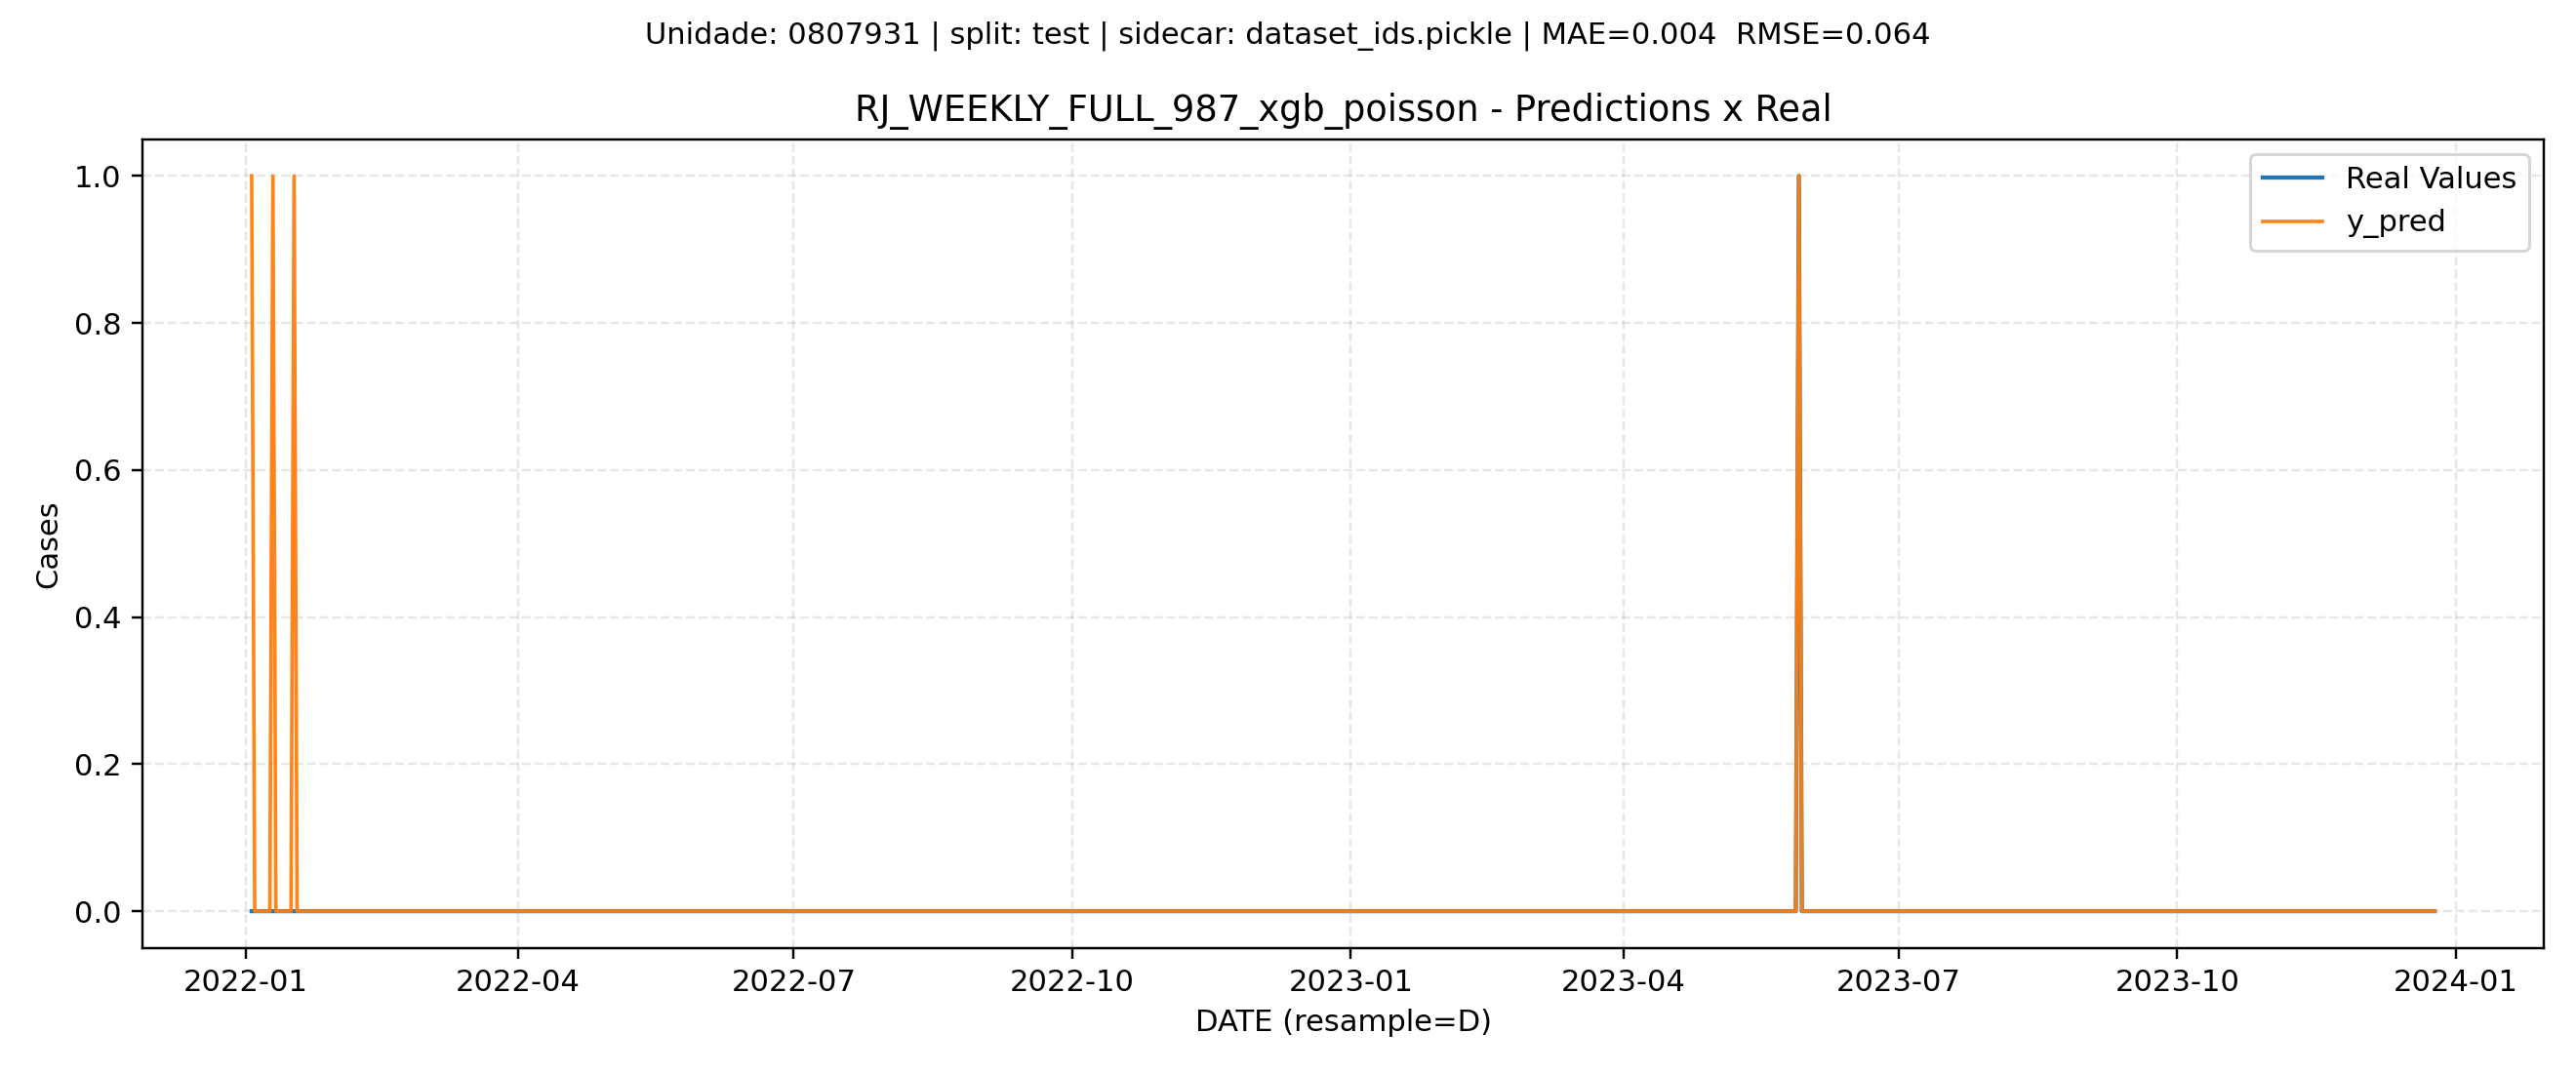 Unidade: 0807931 | split: test | sidecar: dataset_ids.pickle | MAE=0.004  RMSE=0.064
RJ_WEEKLY_FULL_987_xgb_poisson - Predictions x Real
Real Values
y_pred
1.0
0.8
0.6
0.4
0.2
0.0
Cases
2022-01 2022-04 2022-07 2022-10 2023-01 2023-04 2023-07 2023-10 2024-01
DATE (resample=D)